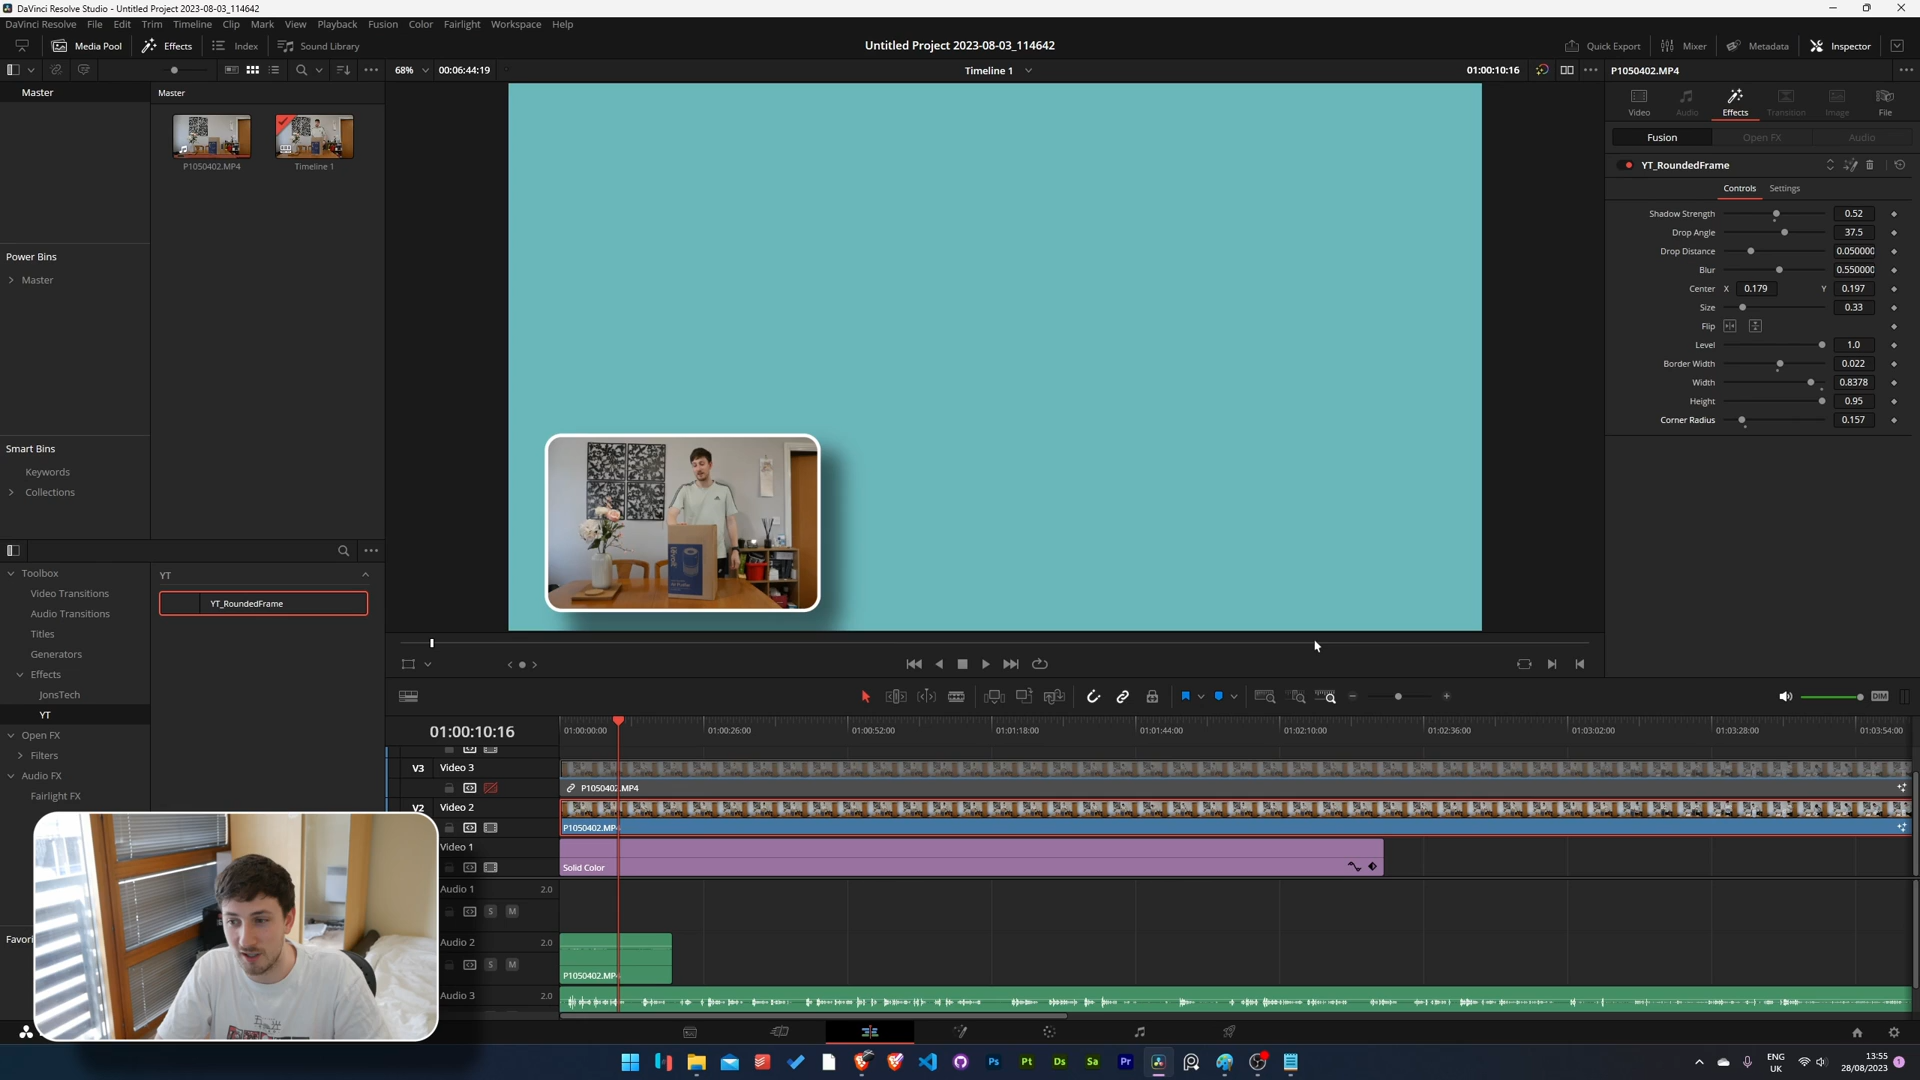 DaVinci Resolve Studio - Untitled Project 2023-08-03_114642
DaVinci Resolve File Edit Trim Timeline Clip Mark View Playback Fusion Color Fairlight Workspace Help
Media Pool Effects Index Sound Library Untitled Project 2023-08-03_114642 Quick Export Mixer Metadata Inspector
68% 00:06:44:19 Timeline 1 01:00:10:16 P1050402.MP4
Master Master
P1050402.MP4 Timeline 1
Video Audio Effects Transition Image File
Fusion Open FX Audio
YT_RoundedFrame
Controls Settings
Shadow Strength 0.52
Drop Angle 37.5
Drop Distance 0.050000
Blur 0.550000
Center X 0.179 Y 0.197
Size 0.33
Flip
Level 1.0
Border Width 0.022
Width 0.8378
Height 0.95
Corner Radius 0.157
Power Bins
Master
Smart Bins
Keywords
Collections
Toolbox
Video Transitions
Audio Transitions
Titles
Generators
Effects
JonsTech
YT
Open FX
Filters
Audio FX
Fairlight FX
Favori
YT
YT_RoundedFrame
DIM
01:00:10:16
01:00:00:00 01:00:26:00 01:00:52:00 01:01:18:00 01:01:44:00 01:02:10:00 01:02:36:00 01:03:02:00 01:03:28:00 01:03:54:00
V3 Video 3
P1050402.MP4
V2 Video 2
P1050402.MP4
Video 1
Solid Color
Audio 1 2.0
S M
Audio 2 2.0
S M
P1050402.MP4
Audio 3 2.0
Ps Pt Ds Sa Pr
ENG
UK
13:55
28/08/2023
1